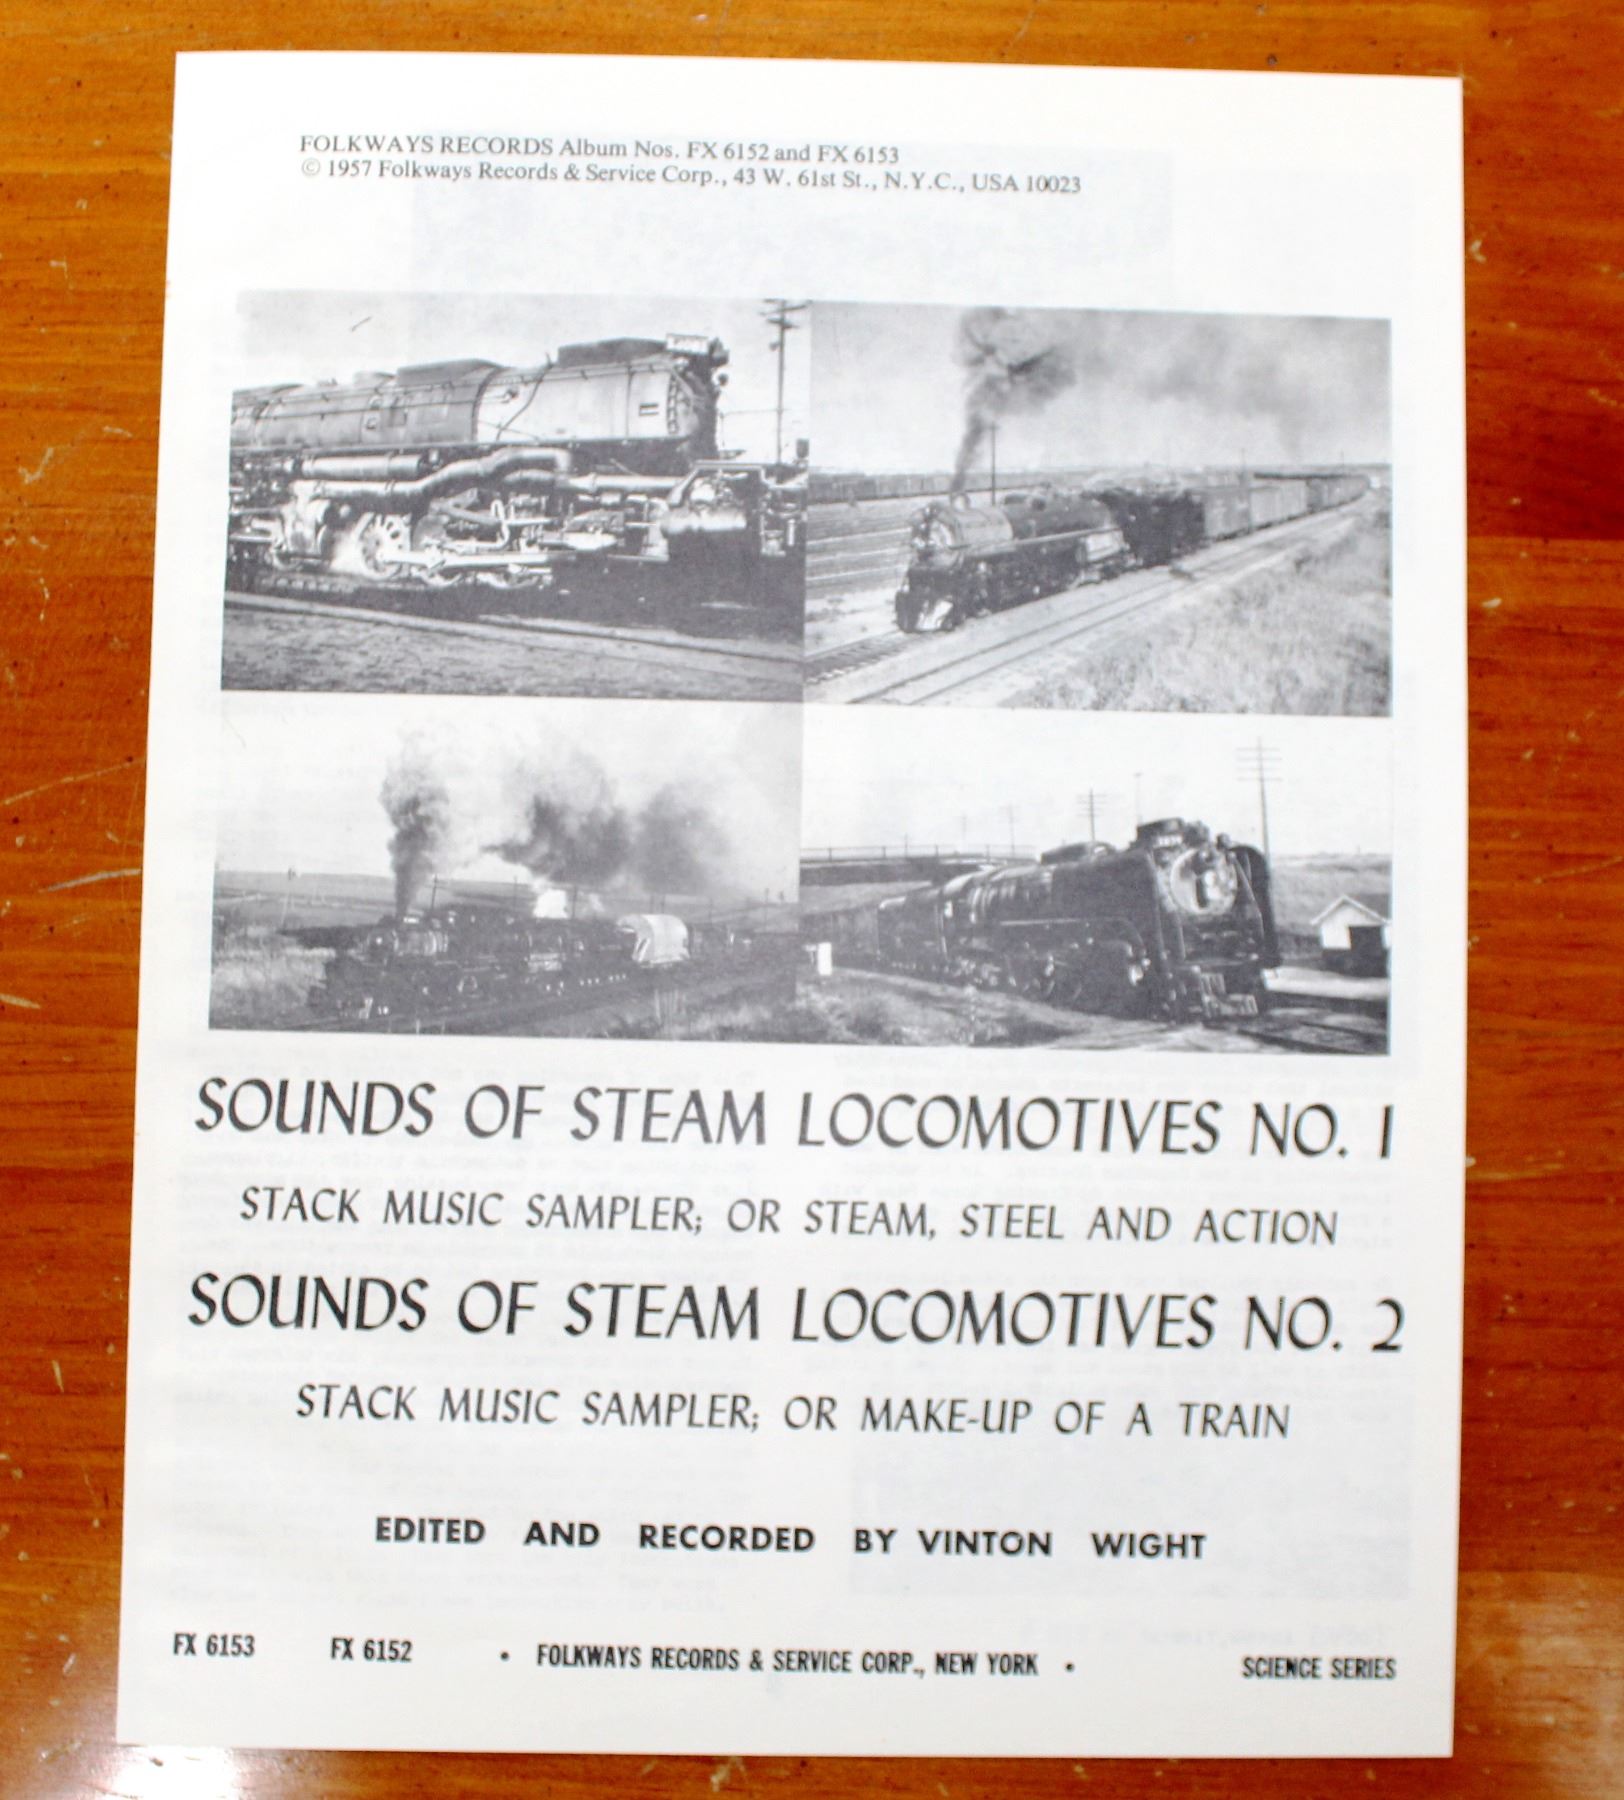 FOLKWAYS RECORDS Album Nos. FX 6152 and FX 6153
© 1957 Folkways Records & Service Corp., 43 W. 61st St., N.Y.C., USA 10023
SOUNDS OF STEAM LOCOMOTIVES NO. 1
STACK MUSIC SAMPLER; OR STEAM, STEEL AND ACTION
SOUNDS OF STEAM LOCOMOTIVES NO. 2
STACK MUSIC SAMPLER; OR MAKE-UP OF A TRAIN
EDITED AND RECORDED BY VINTON WIGHT
FX 6153 FX 6152 • FOLKWAYS RECORDS & SERVICE CORP., NEW YORK • SCIENCE SERIES